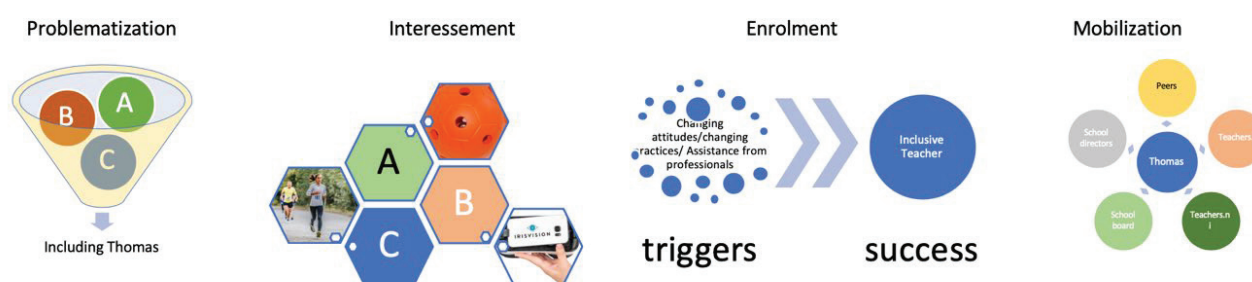 Problematization
B
A
C
Including Thomas
Interessement
A
B
C
IRISVISION
Enrolment
Changing
attitudes/changing
practices/ Assistance from
professionals
Inclusive
Teacher
triggers
success
Mobilization
Peers
School
directors
Thomas
Teachers
School
board
Teachers.n
i